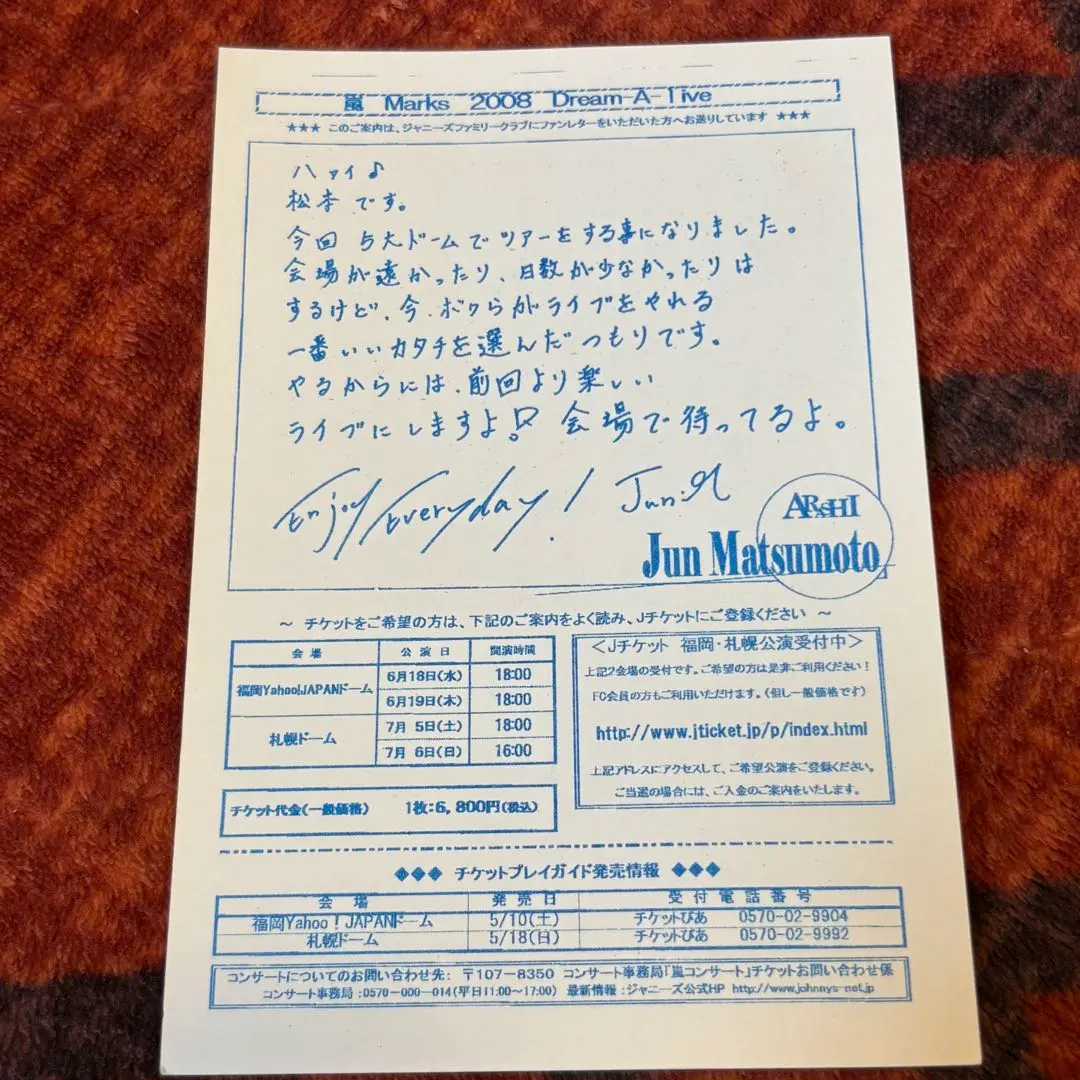 嵐 Marks 2008 Dream-A-live
★★★ このご案内は、ジャニーズファミリークラブにファンレターをいただいた方へお送りしています ★★★
ハァイ♪
松本です。
今回 5大ドームでツアーをする事になりました。
会場が遠かったり、日数が少なかったりは
するけど、今、ボクらがライブをやれる
一番いいカタチを選んだつもりです。
やるからには、前回より楽しい
ライブにしますよ! 会場で待ってるよ。
Enjoy Everyday! Jun.M
ARASHI
Jun Matsumoto
~ チケットをご希望の方は、下記のご案内をよく読み、Jチケットにご登録ください ~
会場 公演日 開演時間
福岡Yahoo!JAPANドーム 6月18日(水) 18:00
6月19日(木) 18:00
札幌ドーム 7月 5日(土) 18:00
7月 6日(日) 16:00
チケット代金(一般価格) 1枚:6,800円(税込)
<Jチケット 福岡・札幌公演受付中>
上記2会場の受付です。ご希望の方は是非ご利用ください!
FC会員の方もご利用いただけます。(但し一般価格です)
http://www.jticket.jp/p/index.html
上記アドレスにアクセスして、ご希望公演をご登録ください。
ご当選の場合には、ご入金のご案内をいたします。
◆◆◆ チケットプレイガイド発売情報 ◆◆◆
会場 発売日 受付電話番号
福岡Yahoo!JAPANドーム 5/10(土) チケットぴあ 0570-02-9904
札幌ドーム 5/18(日) チケットぴあ 0570-02-9992
コンサートについてのお問い合わせ先: 〒107-8350 コンサート事務局「嵐コンサート」チケットお問い合わせ係
コンサート事務局:0570-000-014(平日11:00~17:00) 最新情報:ジャニーズ公式HP http://www.johnnys-net.jp